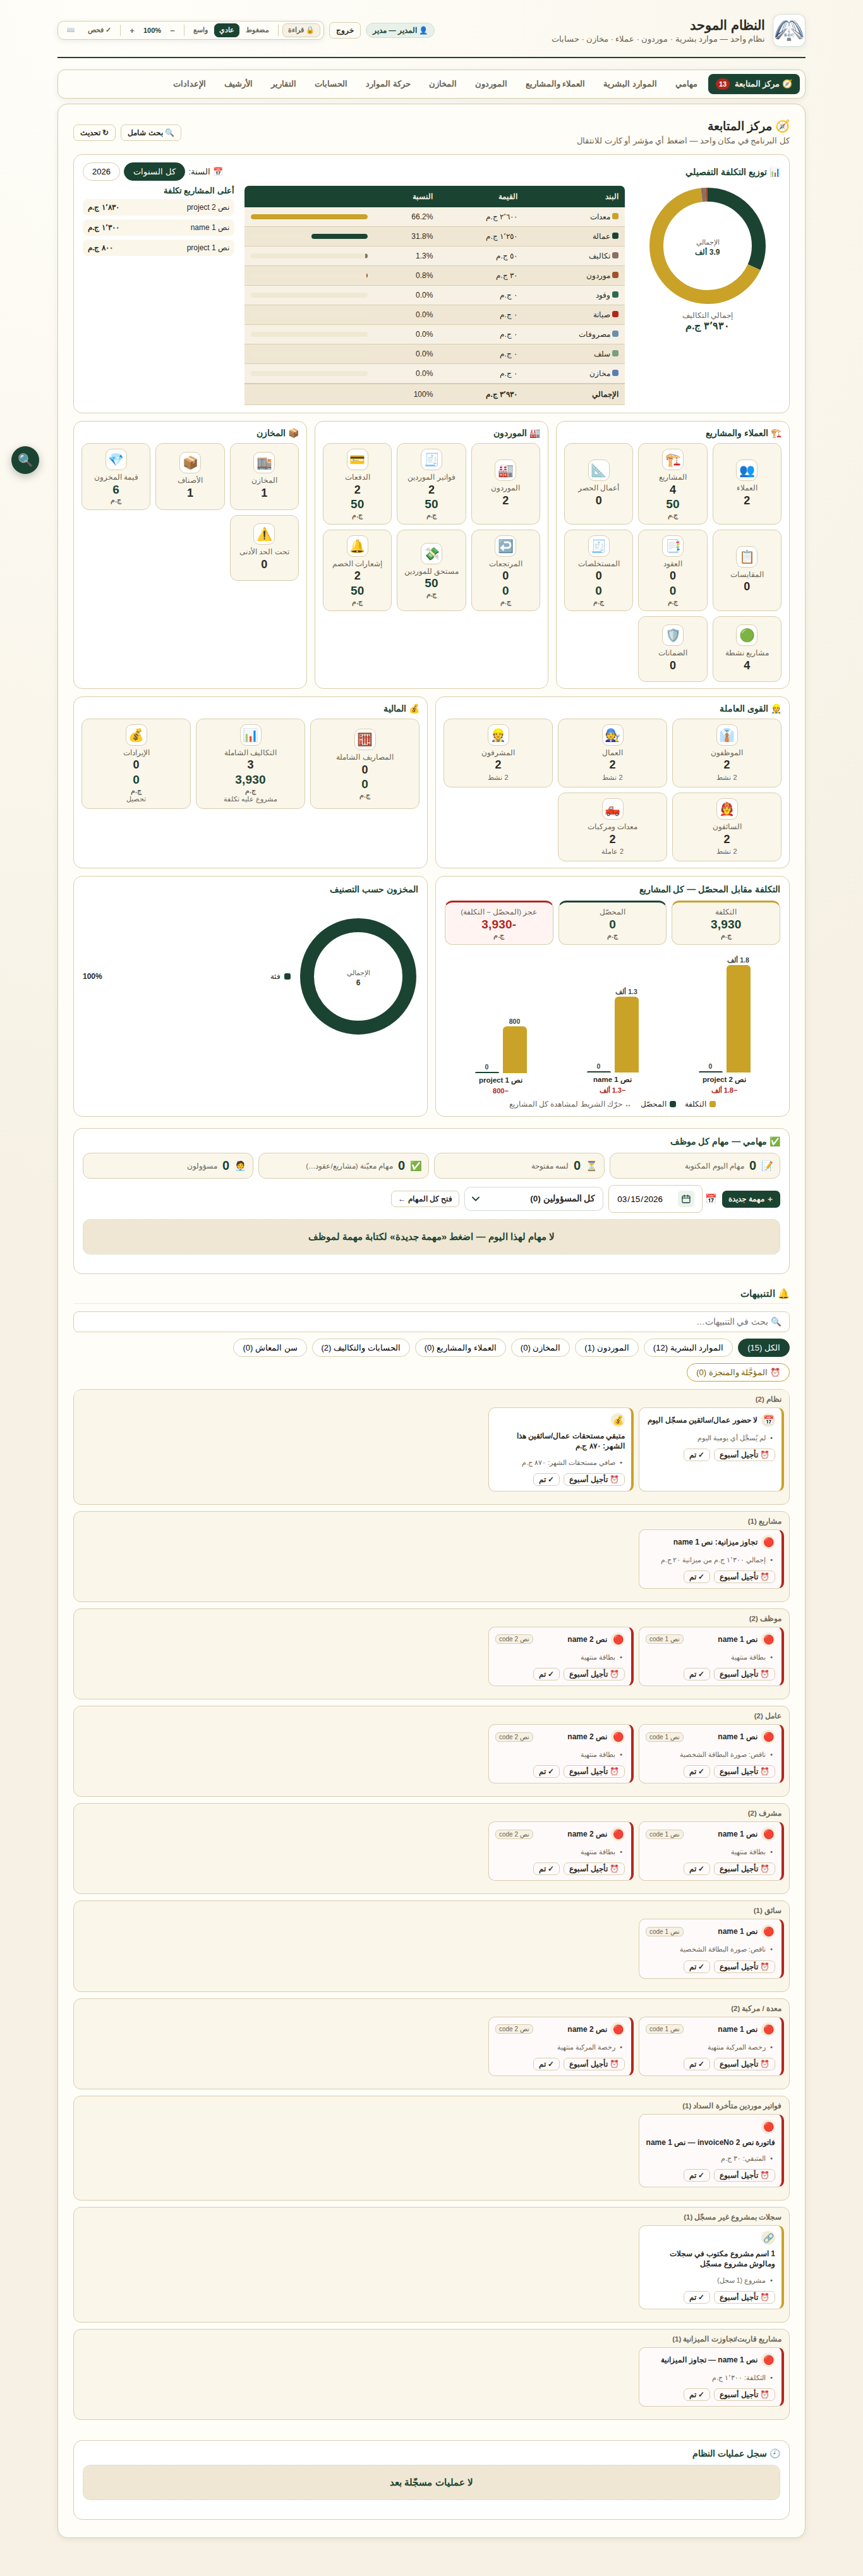 النظام الموحد
نظام واحد — موارد بشرية · موردون · عملاء · مخازن · حسابات
👤 المدير — مدير
خروج
🔒 قراءة
مضغوط
عادي
واسع
−
100%
+
✓ فحص
🧭 مركز المتابعة 13
مهامي
الموارد البشرية
العملاء والمشاريع
الموردون
المخازن
حركة الموارد
الحسابات
التقارير
الأرشيف
الإعدادات
🧭 مركز المتابعة
كل البرنامج في مكان واحد — اضغط أي مؤشر أو كارت للانتقال
🔍 بحث شامل
↻ تحديث
📊 توزيع التكلفة التفصيلي
📅 السنة:
كل السنوات
2026
الإجمالي
3.9 ألف
إجمالي التكاليف
٣٬٩٣٠ ج.م
البند القيمة النسبة
معدات ٢٬٦٠٠ ج.م 66.2%
عمالة ١٬٢٥٠ ج.م 31.8%
تكاليف ٥٠ ج.م 1.3%
موردون ٣٠ ج.م 0.8%
وقود ٠ ج.م 0.0%
صيانة ٠ ج.م 0.0%
مصروفات ٠ ج.م 0.0%
سلف ٠ ج.م 0.0%
مخازن ٠ ج.م 0.0%
الإجمالي ٣٬٩٣٠ ج.م 100%
أعلى المشاريع تكلفة
نص project 2 ١٬٨٣٠ ج.م
نص name 1 ١٬٣٠٠ ج.م
نص project 1 ٨٠٠ ج.م
🏗️ العملاء والمشاريع
العملاء
2
المشاريع
4
50
ج.م
أعمال الحصر
0
المقايسات
0
العقود
0
0
ج.م
المستخلصات
0
0
ج.م
مشاريع نشطة
4
الضمانات
0
🏭 الموردون
الموردون
2
فواتير الموردين
2
50
ج.م
الدفعات
2
50
ج.م
المرتجعات
0
0
ج.م
مستحق للموردين
50
ج.م
إشعارات الخصم
2
50
ج.م
📦 المخازن
المخازن
1
الأصناف
1
قيمة المخزون
6
ج.م
تحت الحد الأدنى
0
👷 القوى العاملة
الموظفون
2
2 نشط
العمال
2
2 نشط
المشرفون
2
2 نشط
السائقون
2
2 نشط
معدات ومركبات
2
2 عاملة
💰 المالية
المصاريف الشاملة
0
0
ج.م
التكاليف الشاملة
3
3,930
ج.م
مشروع عليه تكلفة
الإيرادات
0
0
ج.م
تحصيل
التكلفة مقابل المحصّل — كل المشاريع
التكلفة
3,930
ج.م
المحصّل
0
ج.م
عجز (المحصّل − التكلفة)
-3,930
ج.م
1.8 ألف
0
نص project 2
−1.8 ألف
1.3 ألف
0
نص name 1
−1.3 ألف
800
0
نص project 1
−800
التكلفة
المحصّل
↔ حرّك الشريط لمشاهدة كل المشاريع
المخزون حسب التصنيف
الإجمالي
6
فئة 100%
✅ مهامي — مهام كل موظف
📝 0 مهام اليوم المكتوبة
⏳ 0 لسه مفتوحة
✅ 0 مهام معيّنة (مشاريع/عقود…)
🧑‍💼 0 مسؤولون
+ مهمة جديدة
📅 03/15/2026
كل المسؤولين (0)
فتح كل المهام ←
لا مهام لهذا اليوم — اضغط «مهمة جديدة» لكتابة مهمة لموظف
🔔 التنبيهات
🔍 بحث في التنبيهات…
الكل (15)
الموارد البشرية (12)
الموردون (1)
المخازن (0)
العملاء والمشاريع (0)
الحسابات والتكاليف (2)
سن المعاش (0)
⏰ المؤجَّلة والمنجزة (0)
نظام (2)
📅 لا حضور عمال/سائقين مسجّل اليوم
• لم يُسجَّل أي يومية اليوم
⏰ تأجيل أسبوع ✓ تم
💰
متبقي مستحقات عمال/سائقين هذا الشهر: ٨٧٠ ج.م
• صافي مستحقات الشهر: ٨٧٠ ج.م
⏰ تأجيل أسبوع ✓ تم
مشاريع (1)
🔴 تجاوز ميزانية: نص name 1
• إجمالي ١٬٣٠٠ ج.م من ميزانية ٢٠ ج.م
⏰ تأجيل أسبوع ✓ تم
موظف (2)
🔴 نص name 1 نص code 1
• بطاقة منتهية
⏰ تأجيل أسبوع ✓ تم
🔴 نص name 2 نص code 2
• بطاقة منتهية
⏰ تأجيل أسبوع ✓ تم
عامل (2)
🔴 نص name 1 نص code 1
• ناقص: صورة البطاقة الشخصية
⏰ تأجيل أسبوع ✓ تم
🔴 نص name 2 نص code 2
• بطاقة منتهية
⏰ تأجيل أسبوع ✓ تم
مشرف (2)
🔴 نص name 1 نص code 1
• بطاقة منتهية
⏰ تأجيل أسبوع ✓ تم
🔴 نص name 2 نص code 2
• بطاقة منتهية
⏰ تأجيل أسبوع ✓ تم
سائق (1)
🔴 نص name 1 نص code 1
• ناقص: صورة البطاقة الشخصية
⏰ تأجيل أسبوع ✓ تم
معدة / مركبة (2)
🔴 نص name 1 نص code 1
• رخصة المركبة منتهية
⏰ تأجيل أسبوع ✓ تم
🔴 نص name 2 نص code 2
• رخصة المركبة منتهية
⏰ تأجيل أسبوع ✓ تم
فواتير موردين متأخرة السداد (1)
🔴
فاتورة نص invoiceNo 2 — نص name 1
• المتبقي: ٣٠ ج.م
⏰ تأجيل أسبوع ✓ تم
سجلات بمشروع غير مسجّل (1)
🔗
1 اسم مشروع مكتوب في سجلات ومالوش مشروع مسجّل
• مشروع (1 سجل)
⏰ تأجيل أسبوع ✓ تم
مشاريع قاربت/تجاوزت الميزانية (1)
🔴 نص name 1 — تجاوز الميزانية
• التكلفة: ١٬٣٠٠ ج.م
⏰ تأجيل أسبوع ✓ تم
🕘 سجل عمليات النظام
لا عمليات مسجّلة بعد